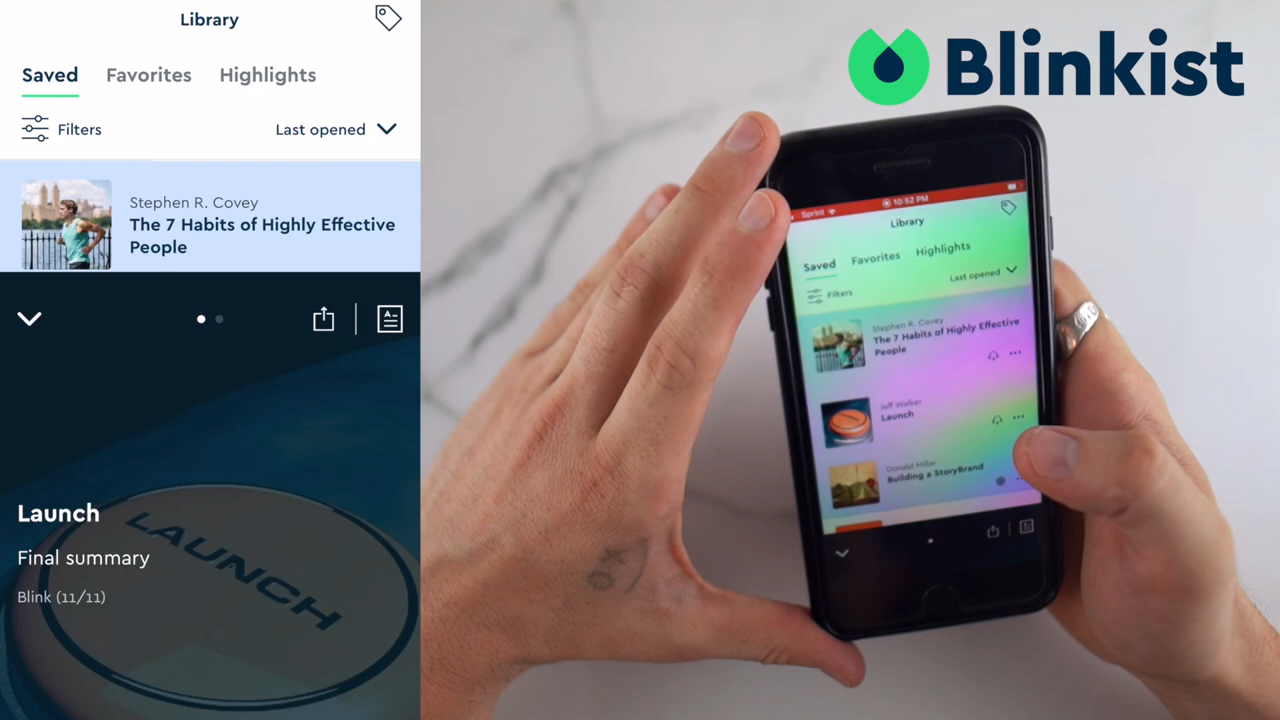 Library
Saved Favorites Highlights
Filters
Last opened
Stephen R. Covey
The 7 Habits of Highly Effective
People
Launch
Final summary
Blink (11/11)
LAUNCH
Blinkist
Sprint 10:52 PM
Library
Saved Favorites Highlights
Filters
Last opened
Stephen R. Covey
The 7 Habits of Highly Effective
People
Jeff Walker
Launch
Donald Miller
Building a StoryBrand